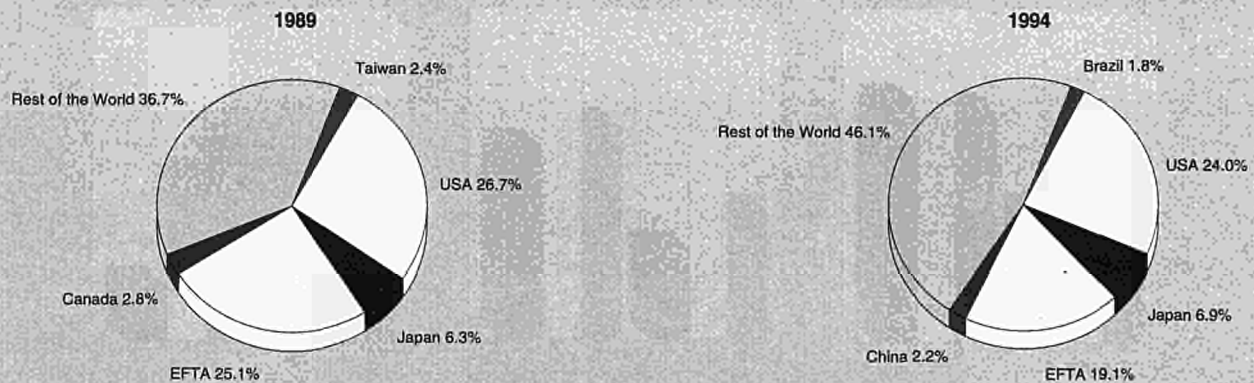 1989
Taiwan 2.4%
Rest of the World 36.7%
USA 26.7%
Canada 2.8%
Japan 6.3%
EFTA 25.1%
1994
Brazil 1.8%
Rest of the World 46.1%
USA 24.0%
Japan 6.9%
China 2.2%
EFTA 19.1%